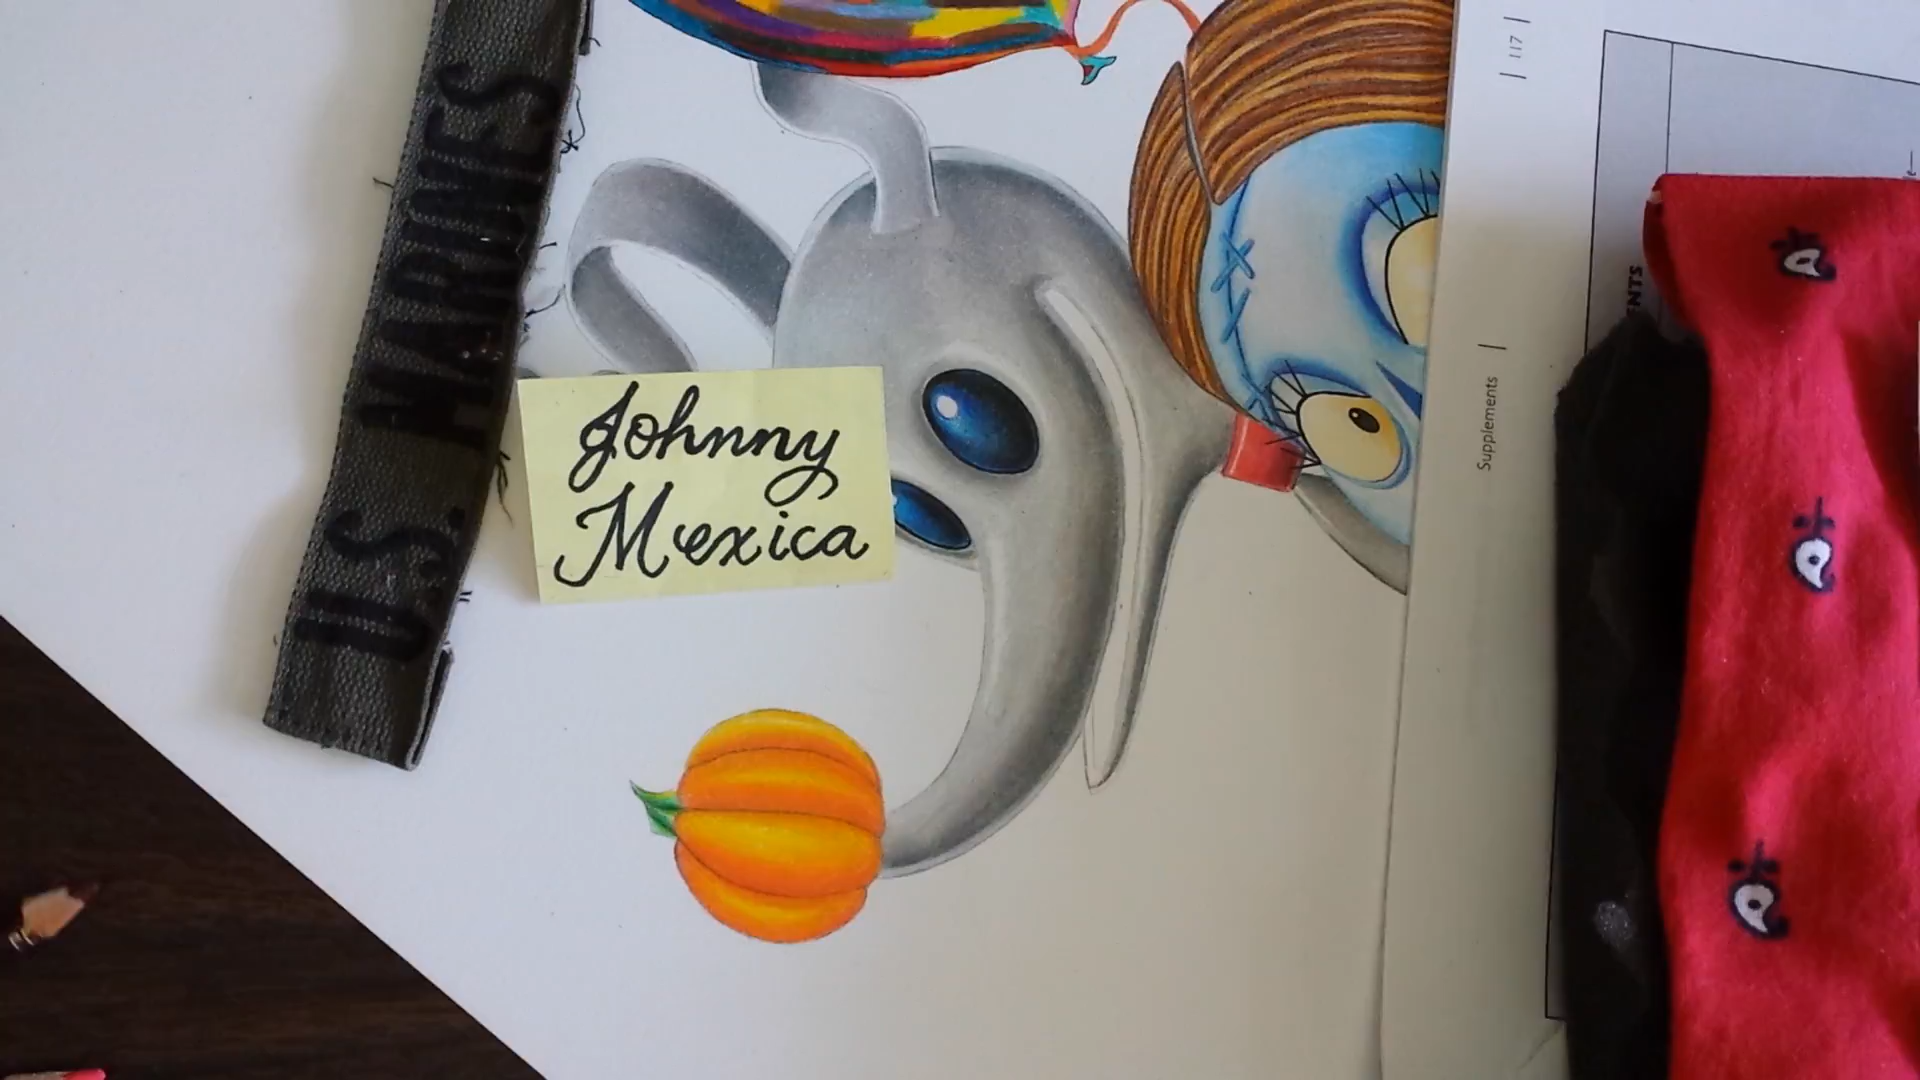 U.S. MARINES
Johnny
Mexica
| 117 |
Supplements |